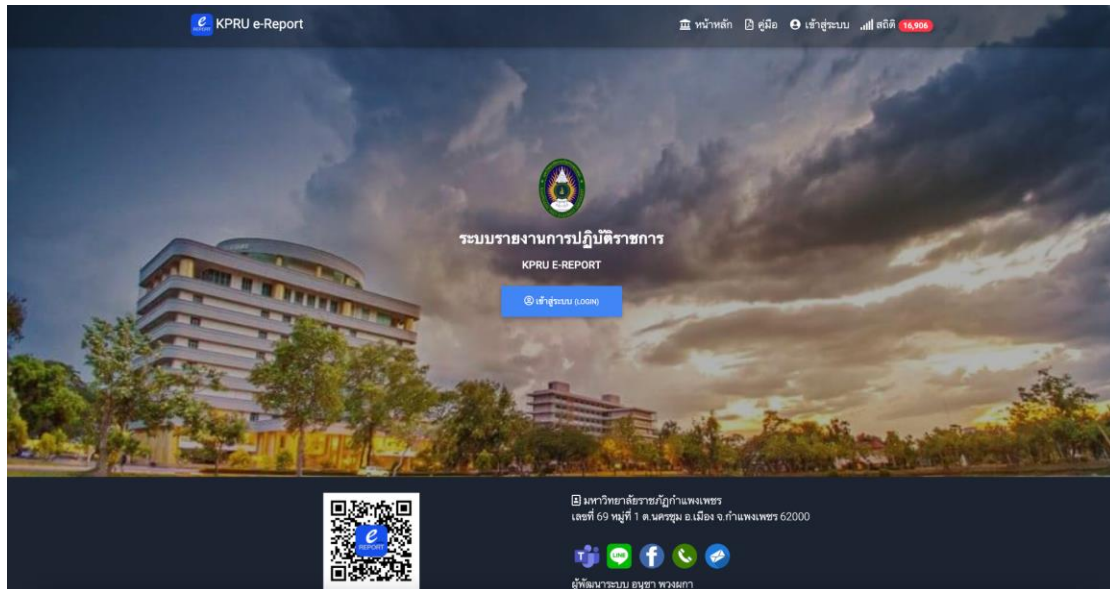 KPRU e-Report
หน้าหลัก คู่มือ เข้าสู่ระบบ สถิติ 16,906
ระบบรายงานการปฏิบัติราชการ
KPRU E-REPORT
เข้าสู่ระบบ (LOGIN)
e REPORT
มหาวิทยาลัยราชภัฏกำแพงเพชร
เลขที่ 69 หมู่ที่ 1 ต.นครชุม อ.เมือง จ.กำแพงเพชร 62000
LINE
ผู้พัฒนาระบบ อนุชา พวงผกา